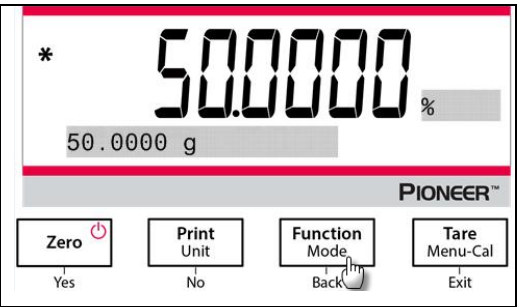 * 50.0000 %
50.0000 g
PIONEER™
Zero Print Function Tare
Unit Mode Menu-Cal
Yes No Back Exit